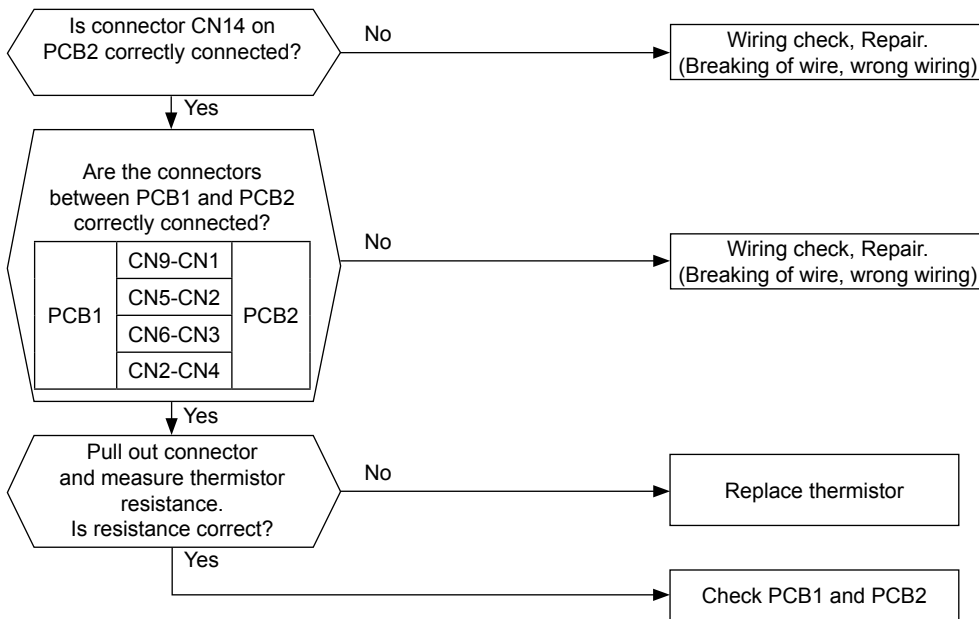 Is connector CN14 on
PCB2 correctly connected?
No
Wiring check, Repair.
(Breaking of wire, wrong wiring)
Yes
Are the connectors
between PCB1 and PCB2
correctly connected?
No
Wiring check, Repair.
(Breaking of wire, wrong wiring)
PCB1
CN9-CN1
CN5-CN2
CN6-CN3
CN2-CN4
PCB2
Yes
Pull out connector
and measure thermistor
resistance.
Is resistance correct?
No
Replace thermistor
Yes
Check PCB1 and PCB2